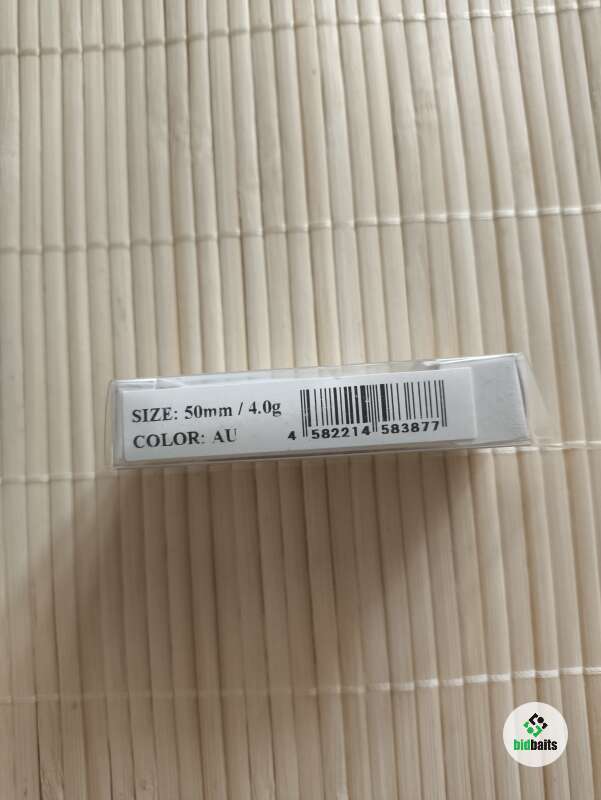 SIZE: 50mm / 4.0g
COLOR: AU
4 582214 583877
bidbaits